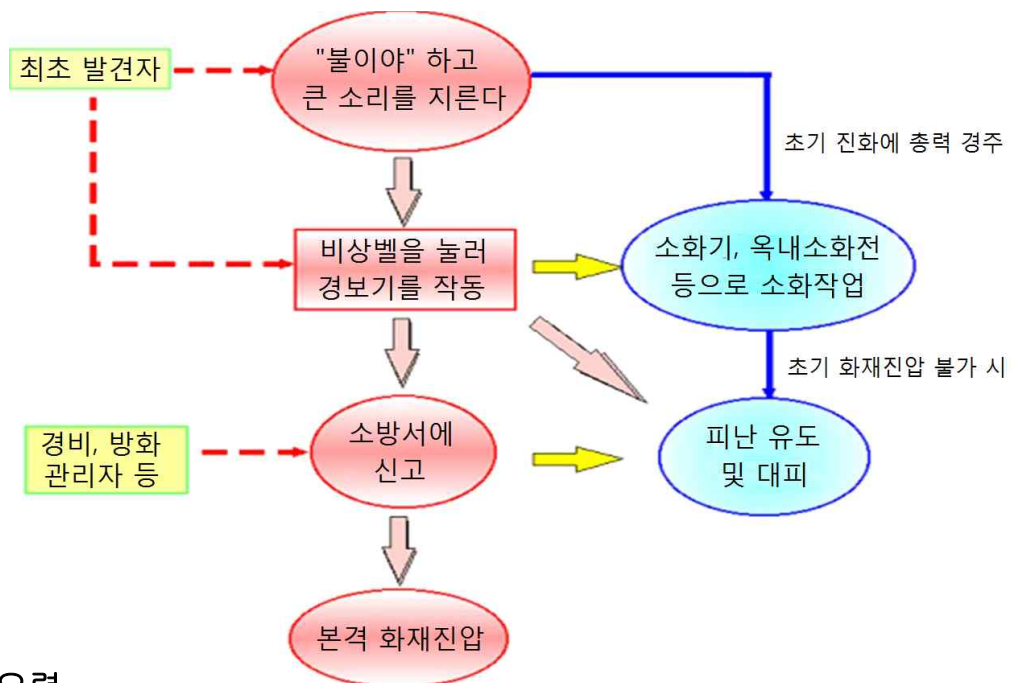 "불이야" 하고
큰 소리를 지른다
최초 발견자
초기 진화에 총력 경주
비상벨을 눌러
경보기를 작동
소화기, 옥내소화전
등으로 소화작업
초기 화재진압 불가 시
경비, 방화
관리자 등
소방서에
신고
피난 유도
및 대피
본격 화재진압